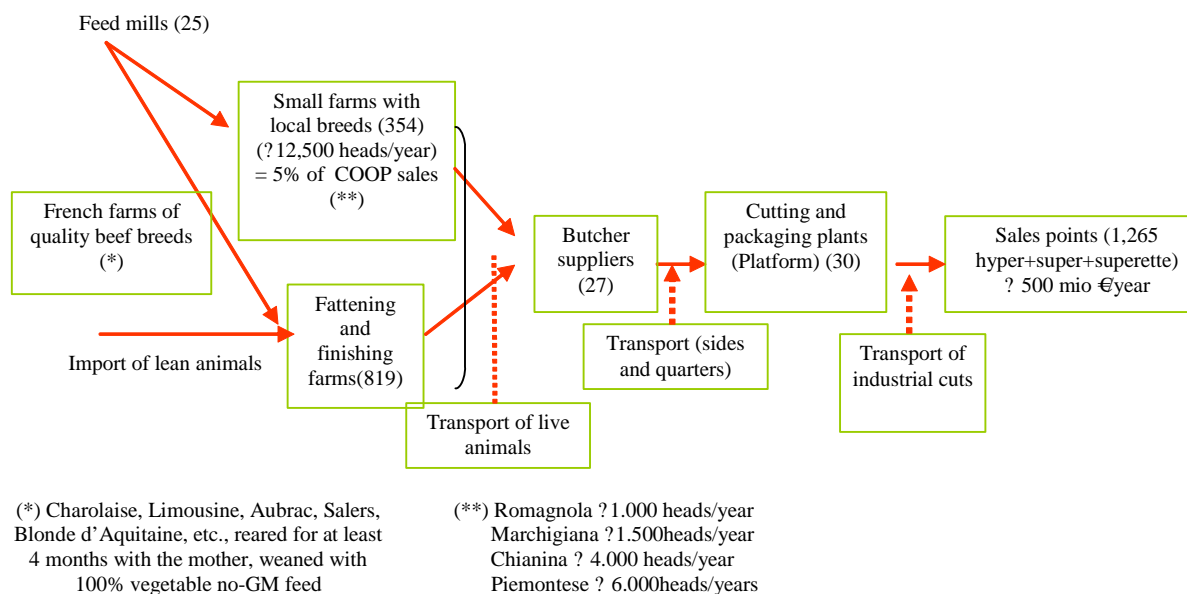 Feed mills (25)
Small farms with
local breeds (354)
(?12,500 heads/year)
= 5% of  COOP sales
(**)
French farms of
quality beef breeds
(*)
Import of lean animals
Fattening
and
finishing
farms(819)
Transport of live
animals
Butcher
suppliers
(27)
Transport (sides
and quarters)
Cutting and
packaging plants
(Platform) (30)
Transport of
industrial cuts
Sales points (1,265
hyper+super+superette)
? 500 mio €/year
(*) Charolaise, Limousine, Aubrac, Salers,
Blonde d’Aquitaine, etc., reared for at least
4 months with the mother, weaned with
100% vegetable no-GM feed
(**) Romagnola ?1.000 heads/year
Marchigiana ?1.500heads/year
Chianina ? 4.000 heads/year
Piemontese ? 6.000heads/years